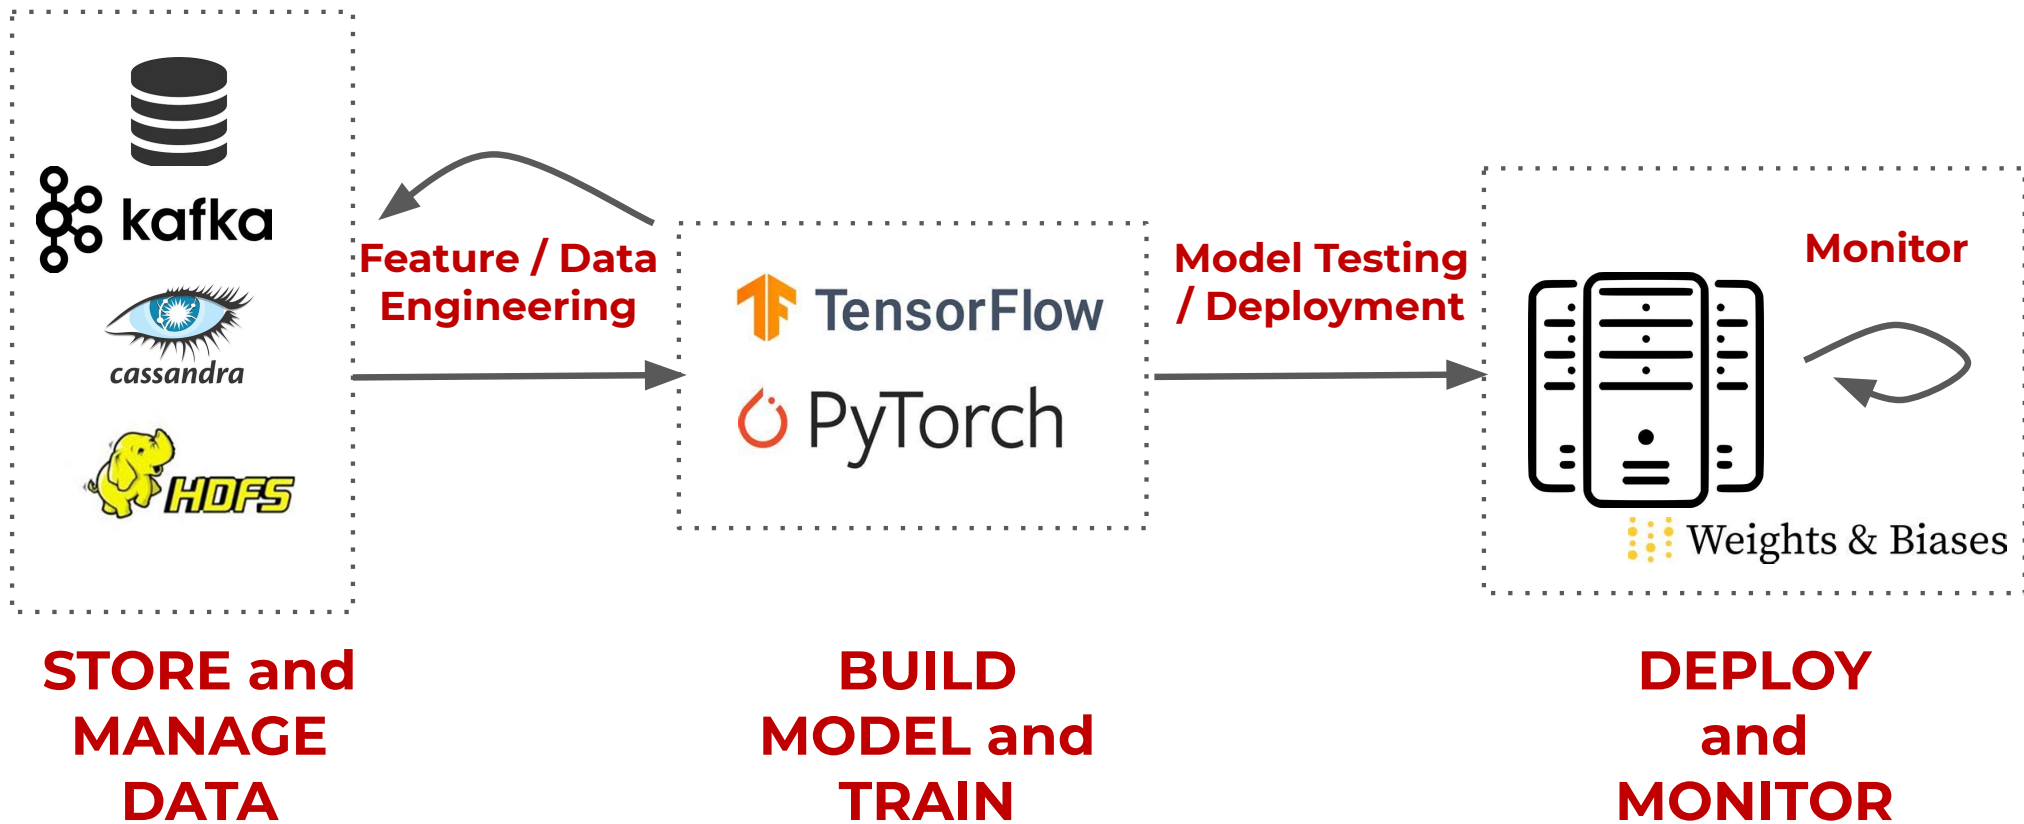 kafka
cassandra
HDFS
STORE and
MANAGE
DATA
Feature / Data
Engineering
TensorFlow
PyTorch
BUILD
MODEL and
TRAIN
Model Testing
/ Deployment
Monitor
Weights & Biases
DEPLOY
and
MONITOR